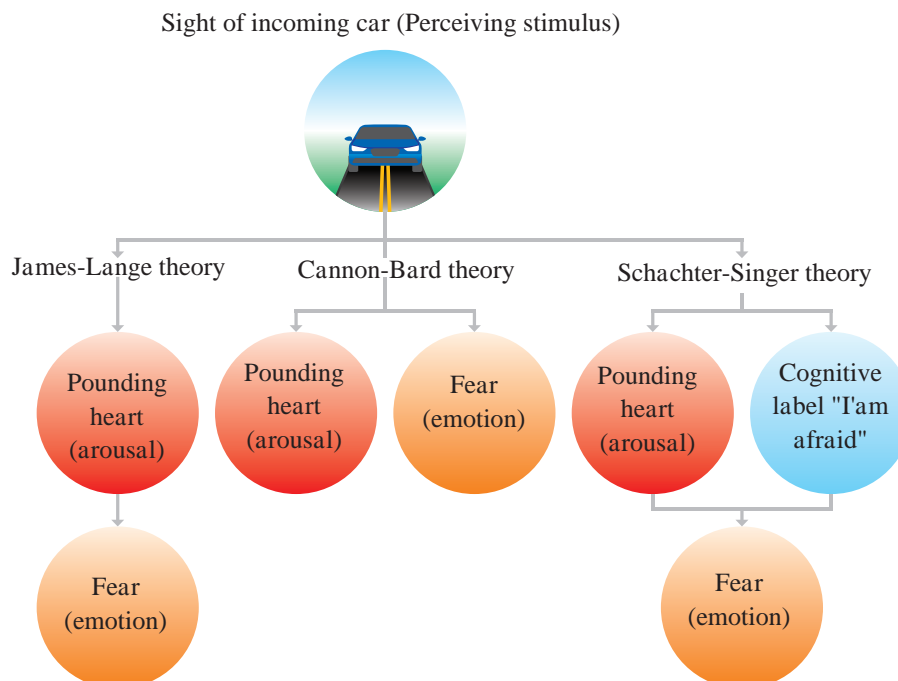 Sight of incoming car (Perceiving stimulus)
James-Lange theory
Cannon-Bard theory
Schachter-Singer theory
Pounding
heart
(arousal)
Pounding
heart
(arousal)
Fear
(emotion)
Pounding
heart
(arousal)
Cognitive
label "I'am
afraid"
Fear
(emotion)
Fear
(emotion)